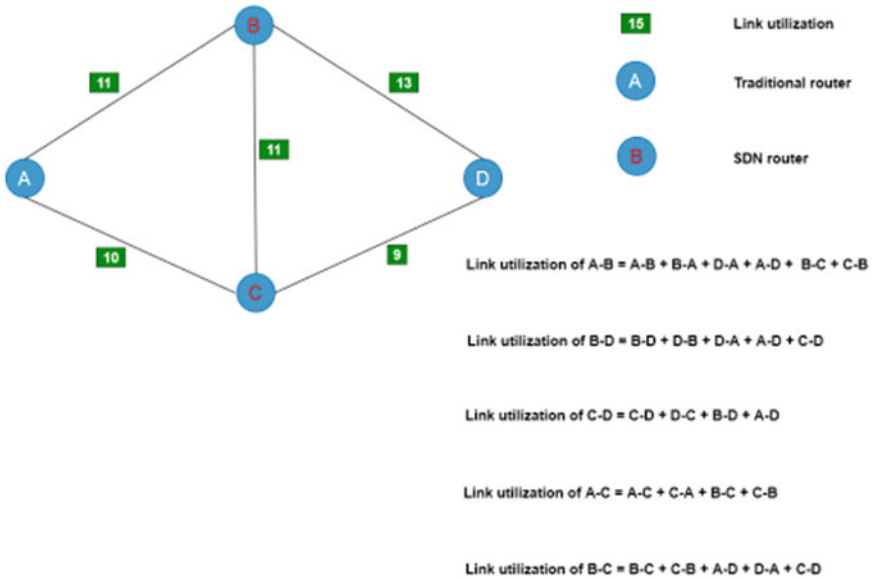 B
15
Link utilization
11
13
A
Traditional router
11
B
SDN router
A
D
10
9
C
Link utilization of A-B = A-B + B-A + D-A + A-D + B-C + C-B
Link utilization of B-D = B-D + D-B + D-A + A-D + C-D
Link utilization of C-D = C-D + D-C + B-D + A-D
Link utilization of A-C = A-C + C-A + B-C + C-B
Link utilization of B-C = B-C + C-B + A-D + D-A + C-D